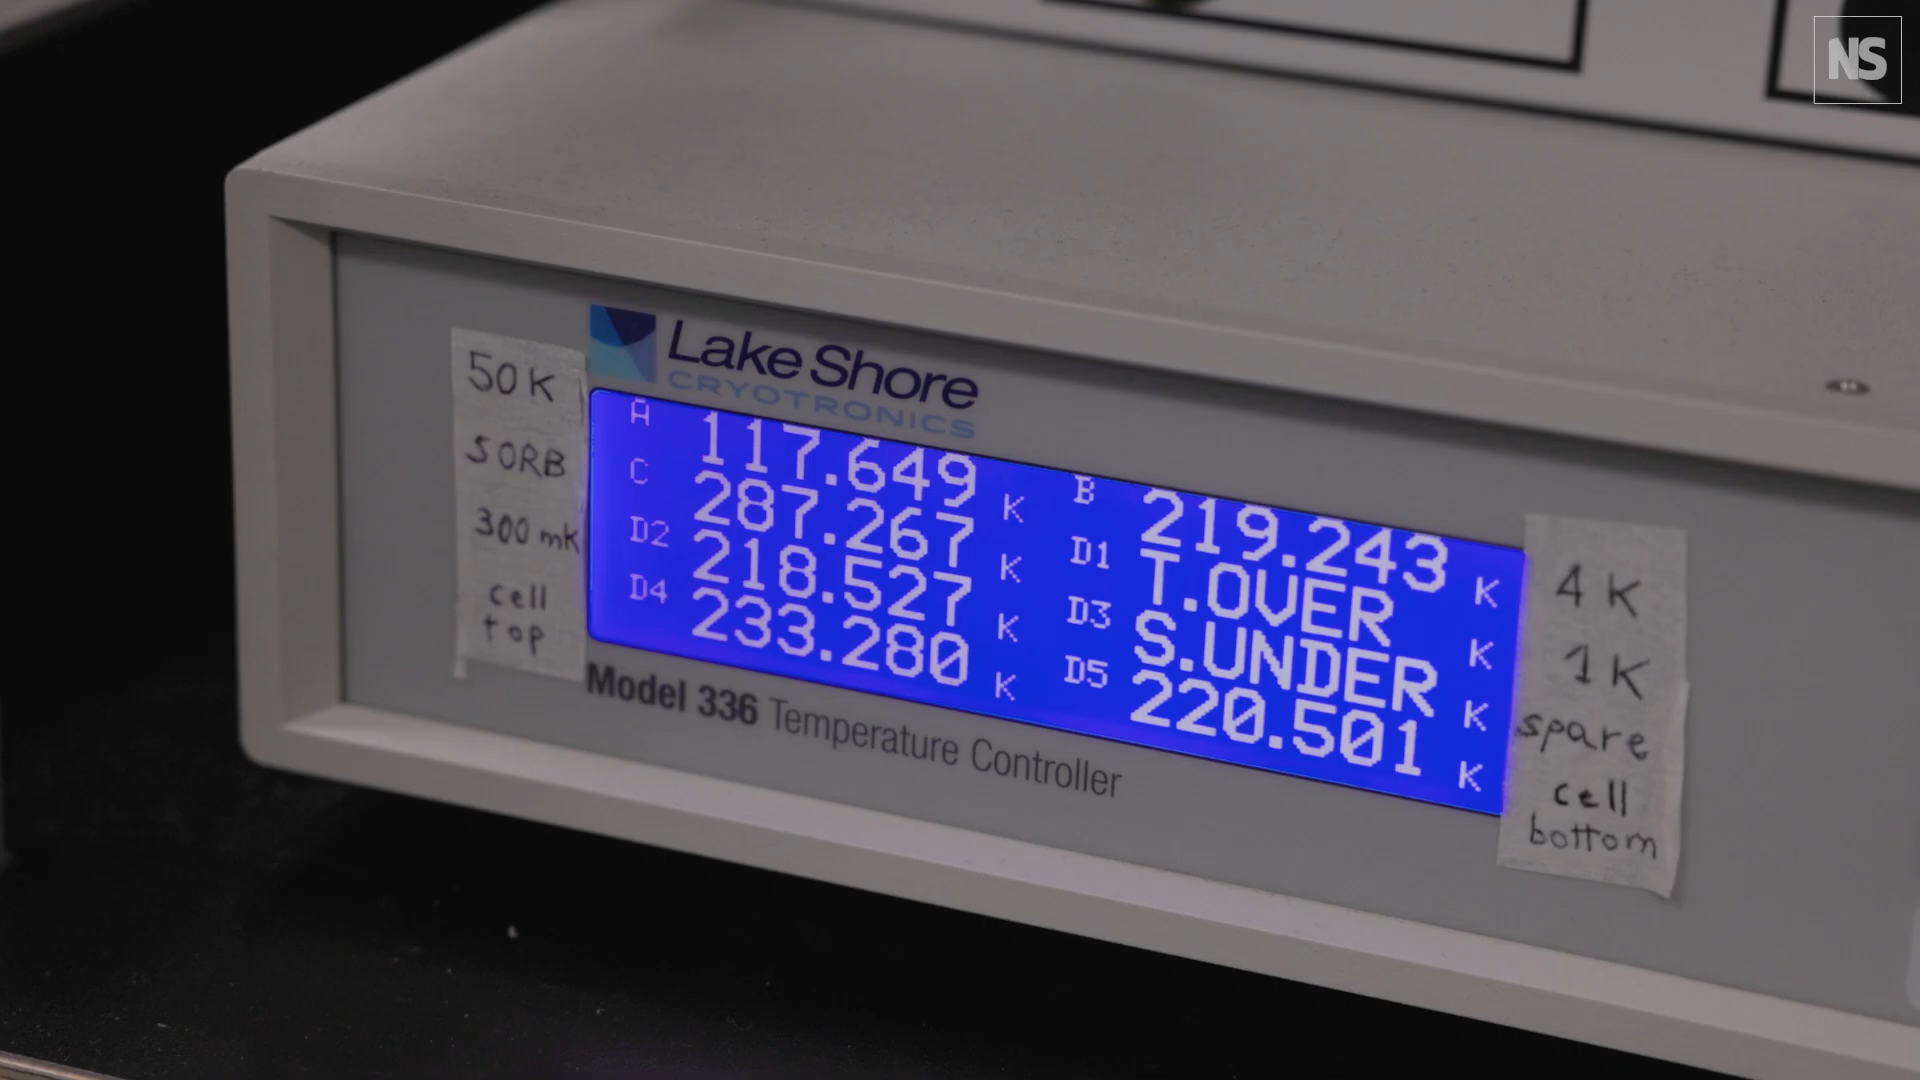 NS
Lake Shore
CRYOTRONICS
50 K
SORB
300 mK
cell
top
A 117.649 K B 219.243 K
C 287.267 K D1 T.OVER K
D2 218.527 K D3 S.UNDER K
D4 233.280 K D5 220.501 K
4 K
1 K
spare
cell
bottom
Model 336 Temperature Controller